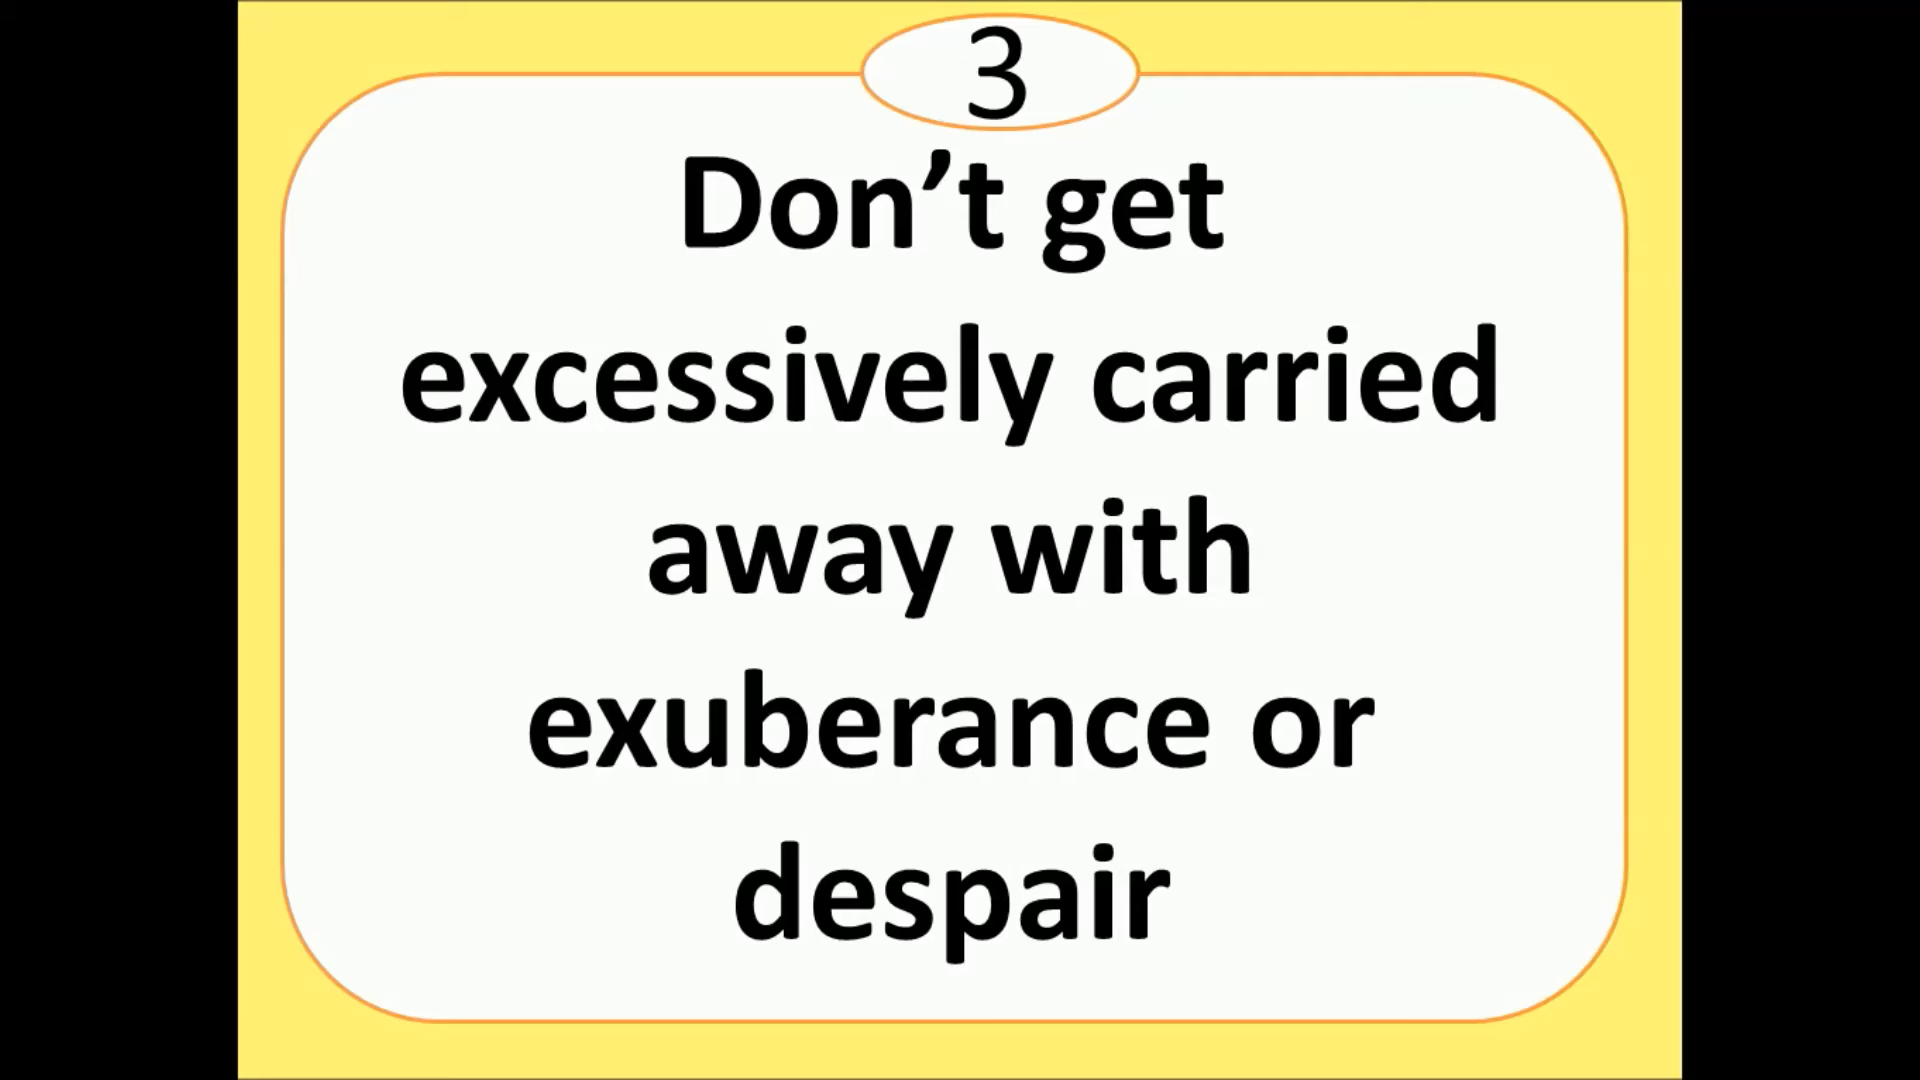 3
Don’t get
excessively carried
away with
exuberance or
despair